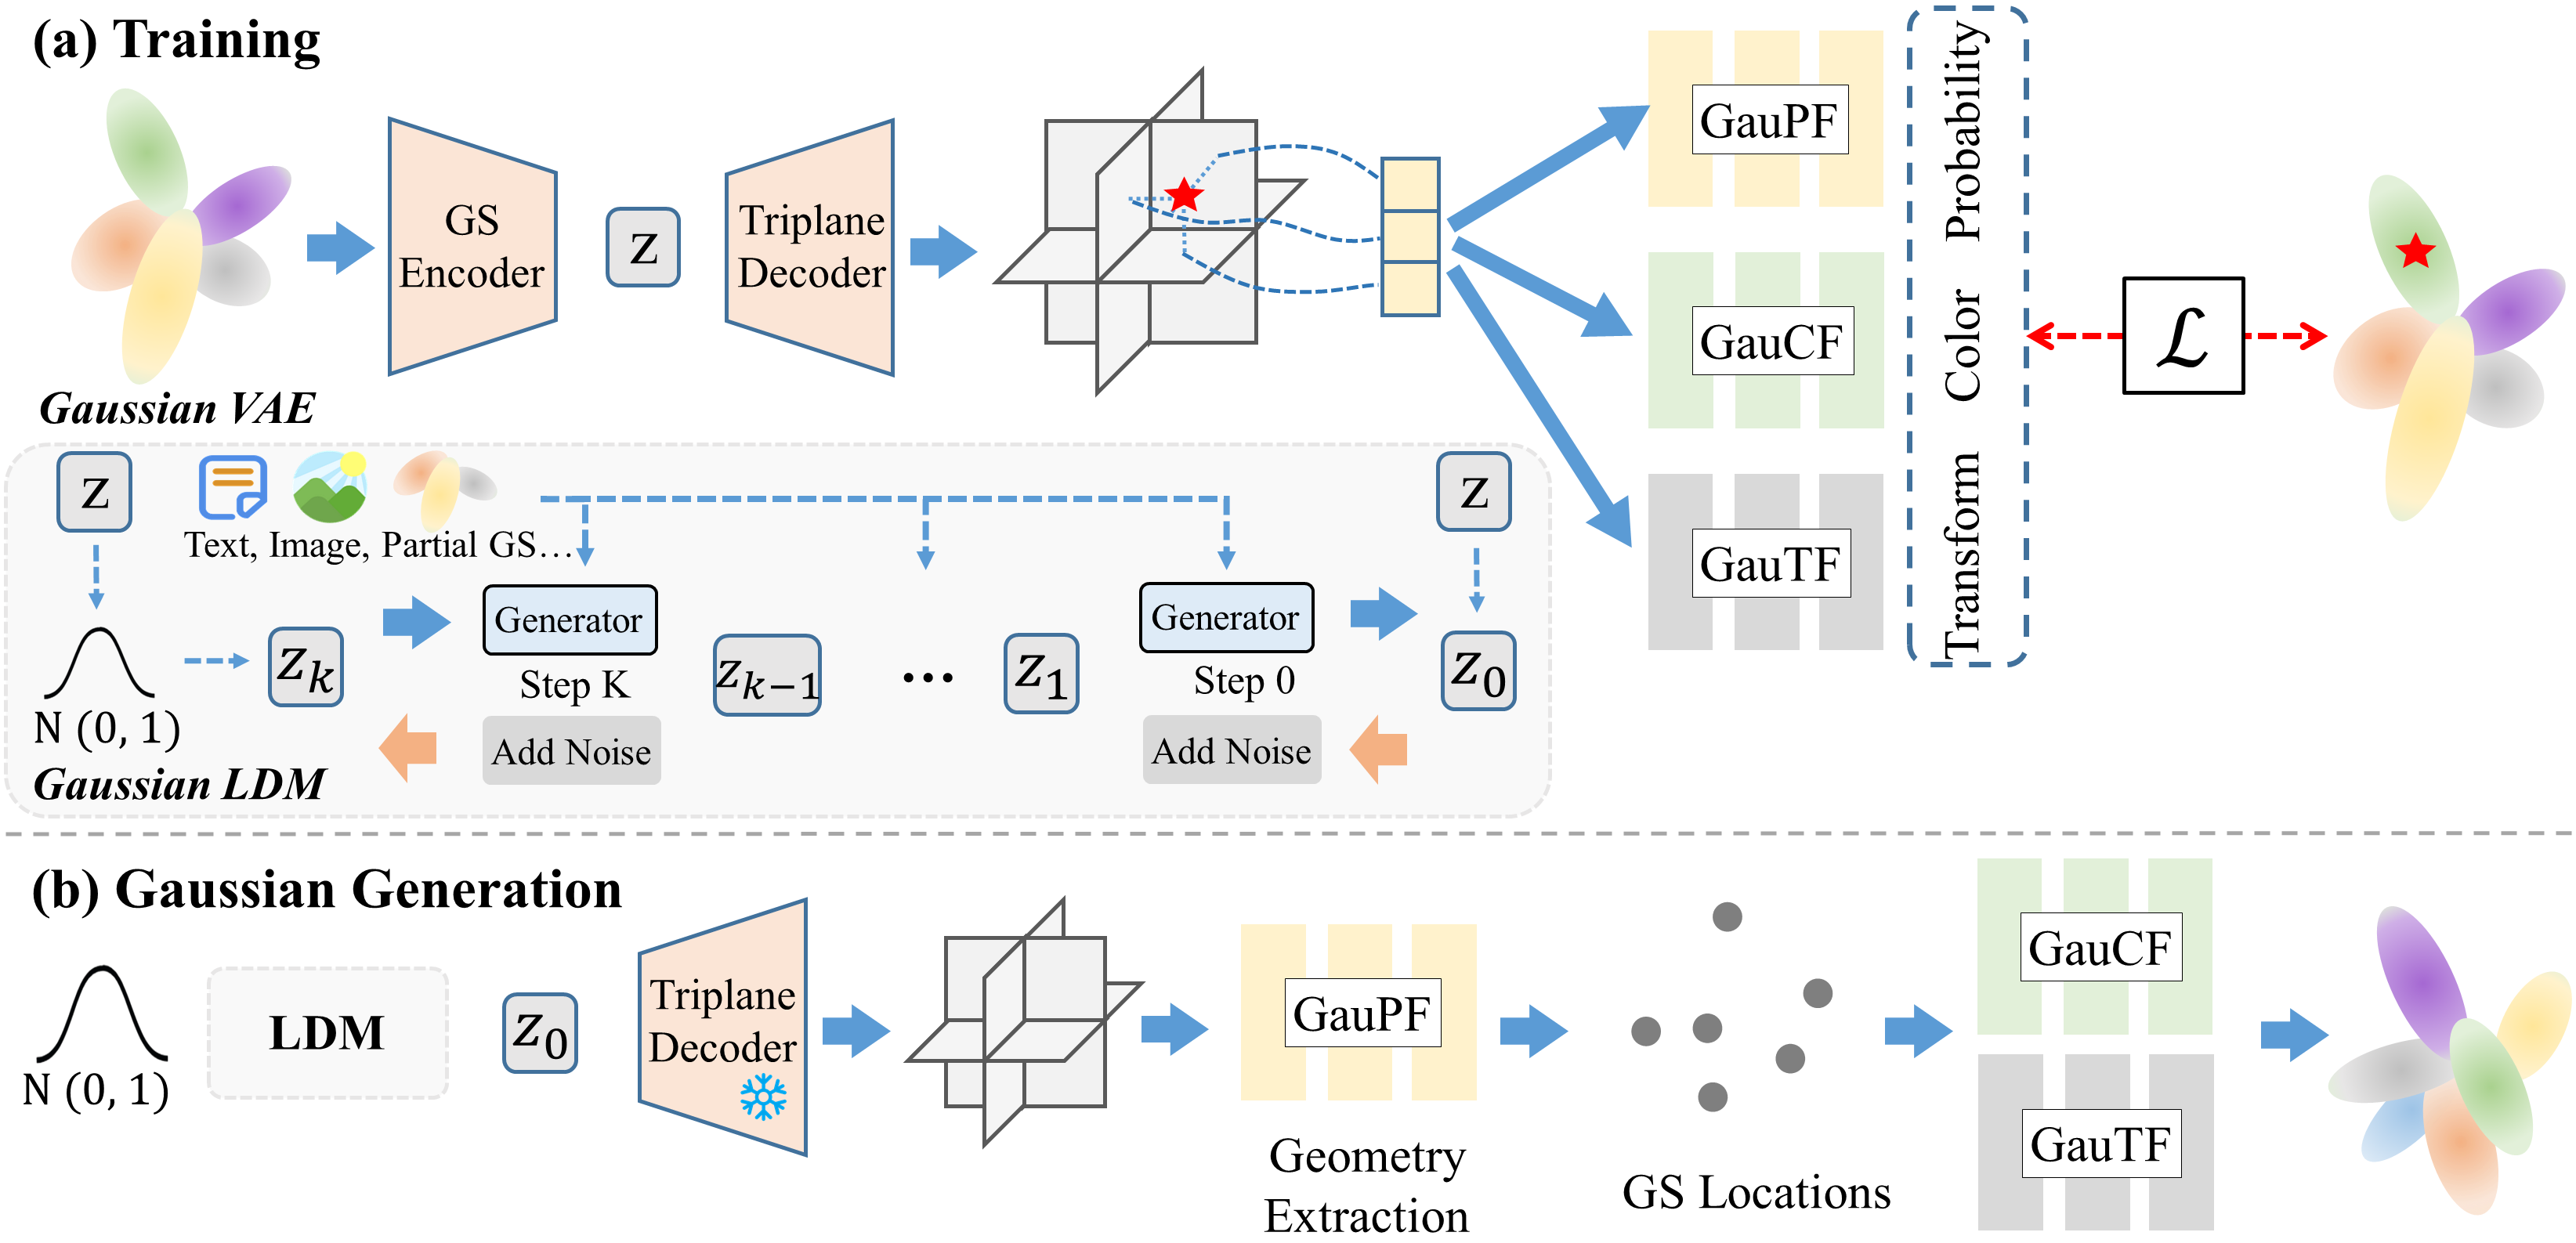 (a) Training
GS
Encoder
z
Triplane
Decoder
GauPF
GauCF
GauTF
Probability
Color
Transform
ℒ
Gaussian VAE
z
Text, Image, Partial GS…
z
N (0, 1)
z_k
Generator
Step K
Add Noise
z_{k−1}
…
z_1
Generator
Step 0
Add Noise
z_0
Gaussian LDM
(b) Gaussian Generation
N (0, 1)
LDM
z_0
Triplane
Decoder
GauPF
Geometry
Extraction
GS Locations
GauCF
GauTF